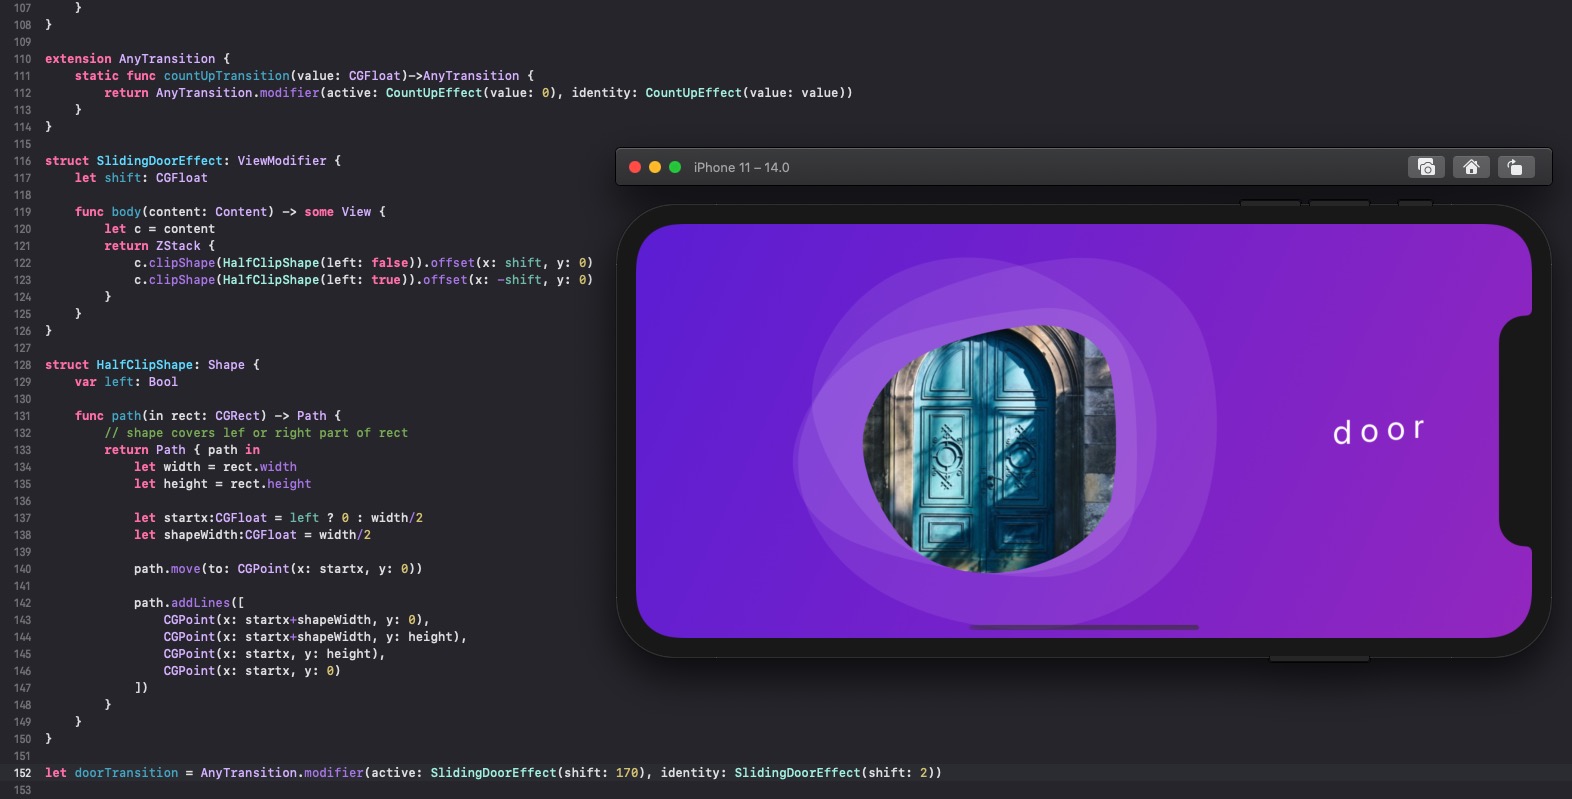 107 }
108 }
109
110 extension AnyTransition {
111 static func countUpTransition(value: CGFloat)->AnyTransition {
112 return AnyTransition.modifier(active: CountUpEffect(value: 0), identity: CountUpEffect(value: value))
113 }
114 }
115
116 struct SlidingDoorEffect: ViewModifier {
117 let shift: CGFloat
118
119 func body(content: Content) -> some View {
120 let c = content
121 return ZStack {
122 c.clipShape(HalfClipShape(left: false)).offset(x: shift, y: 0)
123 c.clipShape(HalfClipShape(left: true)).offset(x: -shift, y: 0)
124 }
125 }
126 }
127
128 struct HalfClipShape: Shape {
129 var left: Bool
130
131 func path(in rect: CGRect) -> Path {
132 // shape covers lef or right part of rect
133 return Path { path in
134 let width = rect.width
135 let height = rect.height
136
137 let startx:CGFloat = left ? 0 : width/2
138 let shapeWidth:CGFloat = width/2
139
140 path.move(to: CGPoint(x: startx, y: 0))
141
142 path.addLines([
143 CGPoint(x: startx+shapeWidth, y: 0),
144 CGPoint(x: startx+shapeWidth, y: height),
145 CGPoint(x: startx, y: height),
146 CGPoint(x: startx, y: 0)
147 ])
148 }
149 }
150 }
151
152 let doorTransition = AnyTransition.modifier(active: SlidingDoorEffect(shift: 170), identity: SlidingDoorEffect(shift: 2))
153
iPhone 11 – 14.0
door